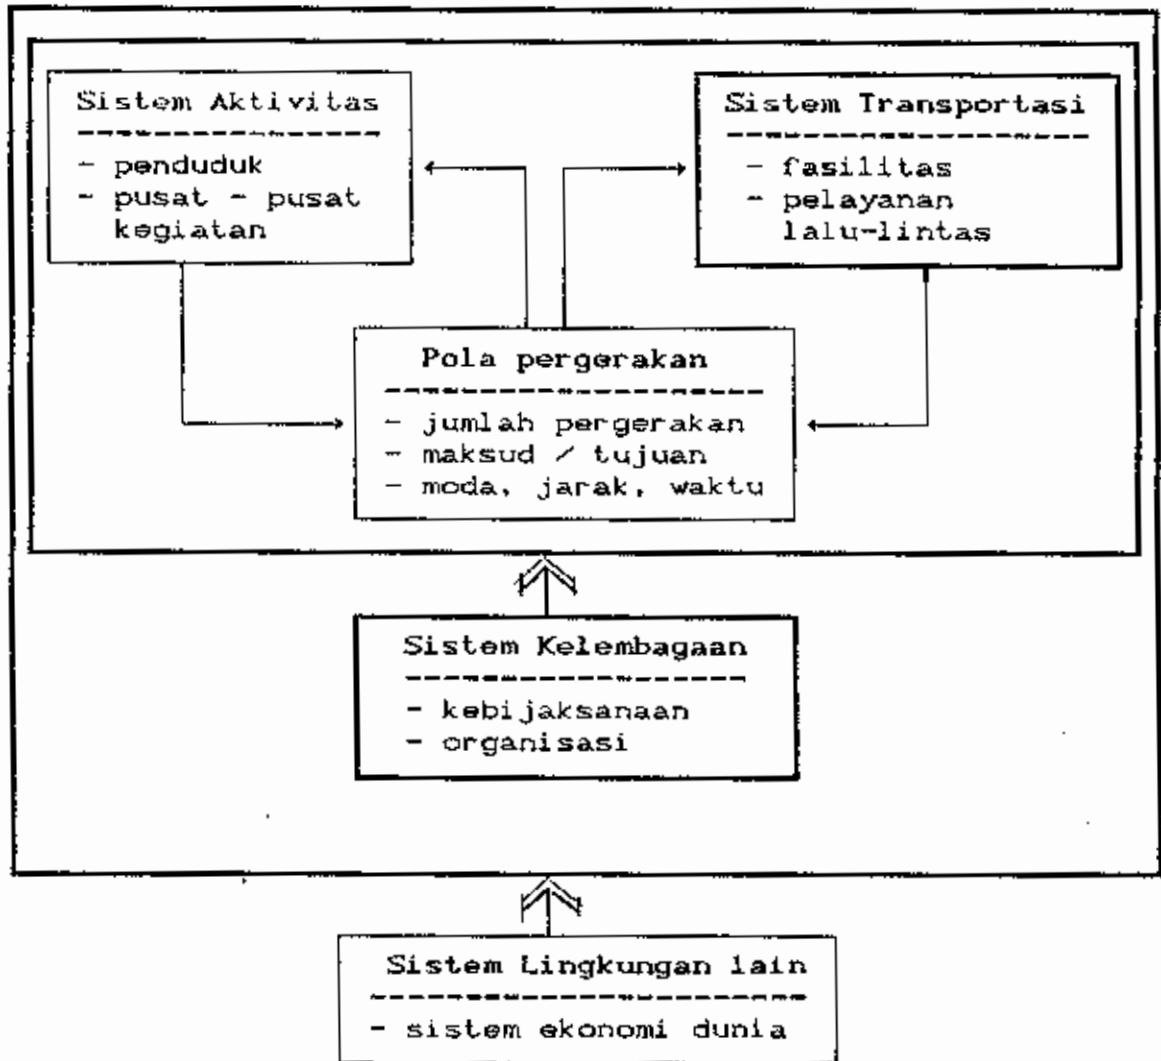 Sistem Aktivitas
- penduduk
- pusat - pusat
kegiatan
Sistem Transportasi
- fasilitas
- pelayanan
lalu-lintas
Pola pergerakan
- jumlah pergerakan
- maksud / tujuan
- moda, jarak, waktu
Sistem Kelembagaan
- kebijaksanaan
- organisasi
Sistem Lingkungan lain
- sistem ekonomi dunia